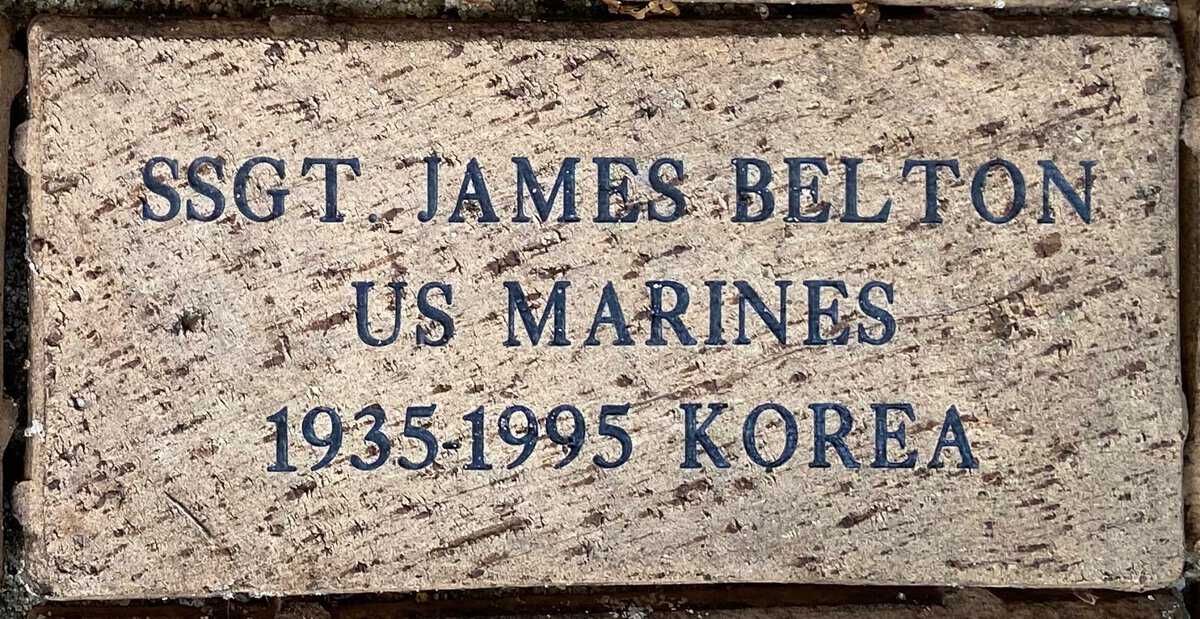 SSGT. JAMES BELTON
US MARINES
1935-1995 KOREA